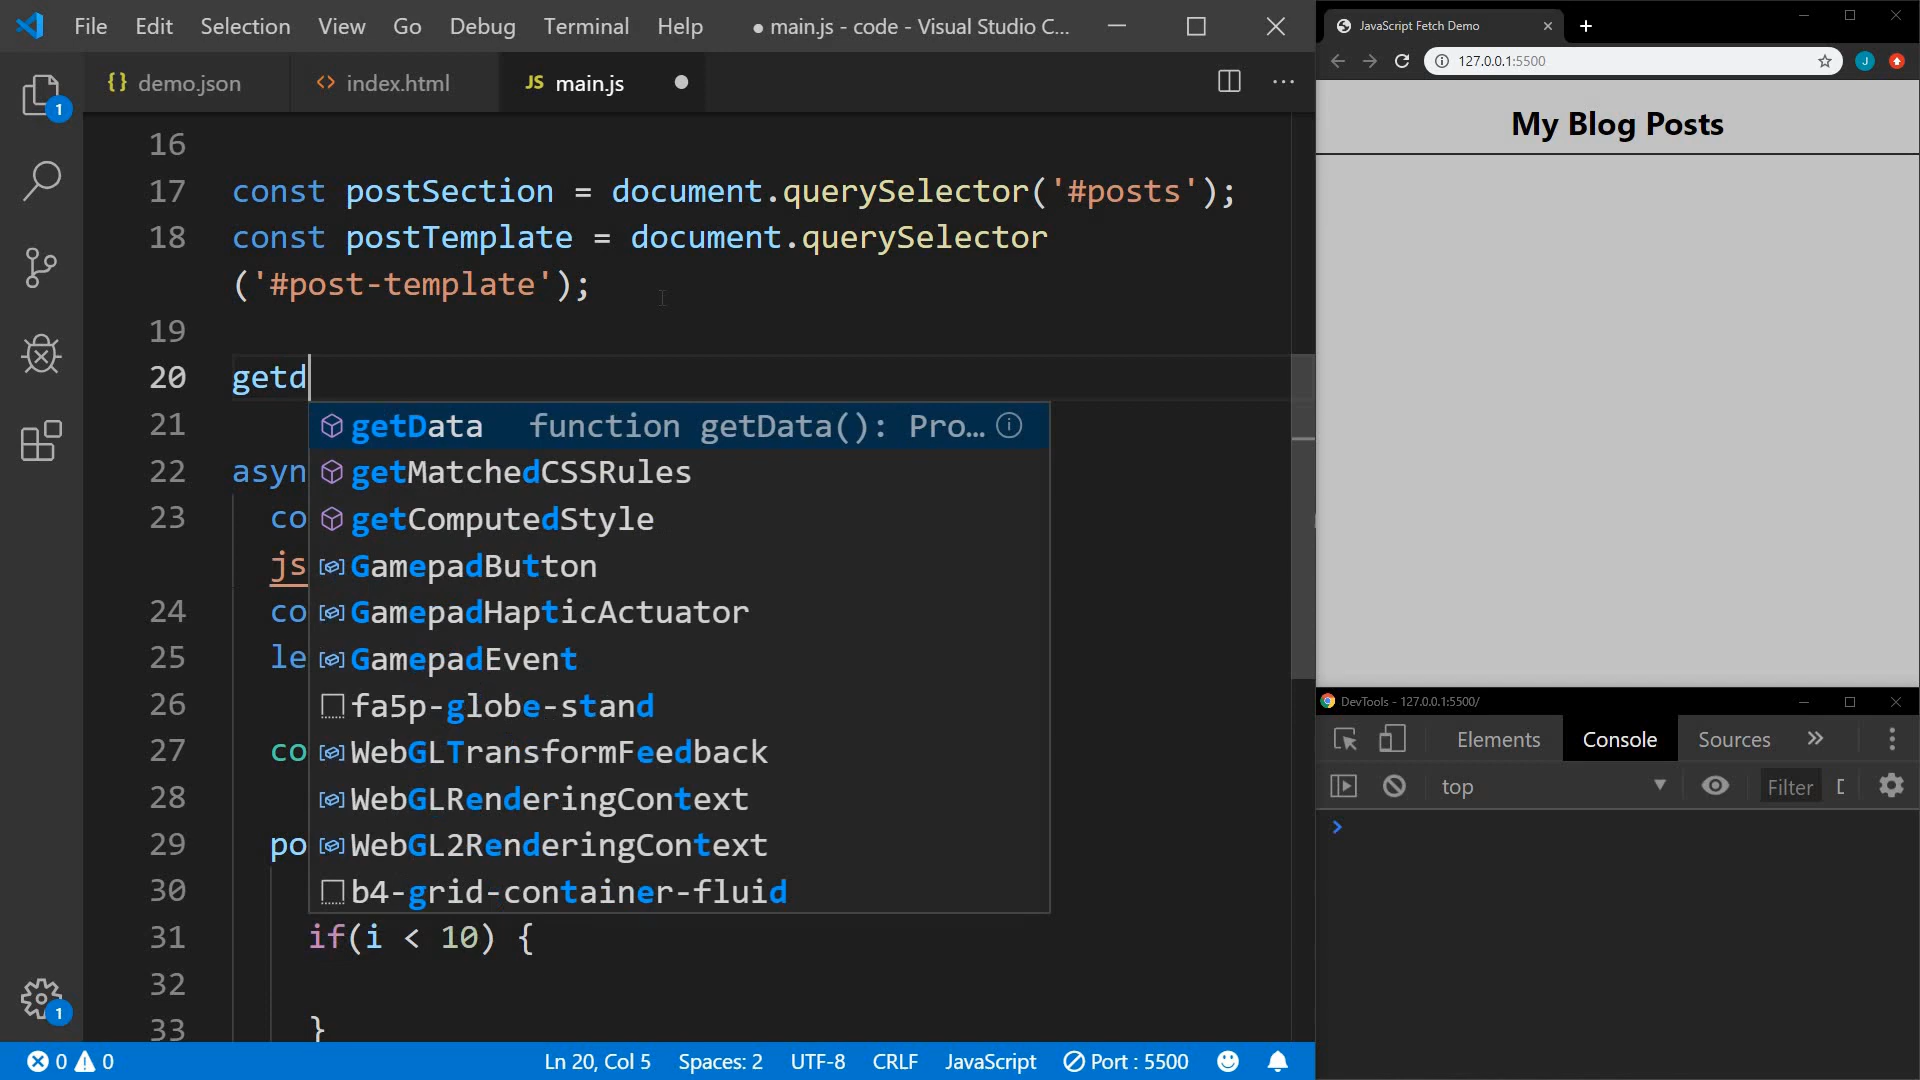 File Edit Selection View Go Debug Terminal Help ● main.js - code - Visual Studio C...
{} demo.json <> index.html JS main.js
16
17 const postSection = document.querySelector('#posts');
18 const postTemplate = document.querySelector
('#post-template');
19
20 getd
21 getData function getData(): Pro...
22 asyn getMatchedCSSRules
23 co getComputedStyle
js GamepadButton
24 co GamepadHapticActuator
25 le GamepadEvent
26 fa5p-globe-stand
27 co WebGLTransformFeedback
28 WebGLRenderingContext
29 po WebGL2RenderingContext
30 b4-grid-container-fluid
31 if(i < 10) {
32
33 }
1
1
0 0 Ln 20, Col 5 Spaces: 2 UTF-8 CRLF JavaScript Port : 5500
JavaScript Fetch Demo
127.0.0.1:5500 J
My Blog Posts
DevTools - 127.0.0.1:5500/
Elements Console Sources »
top Filter
>